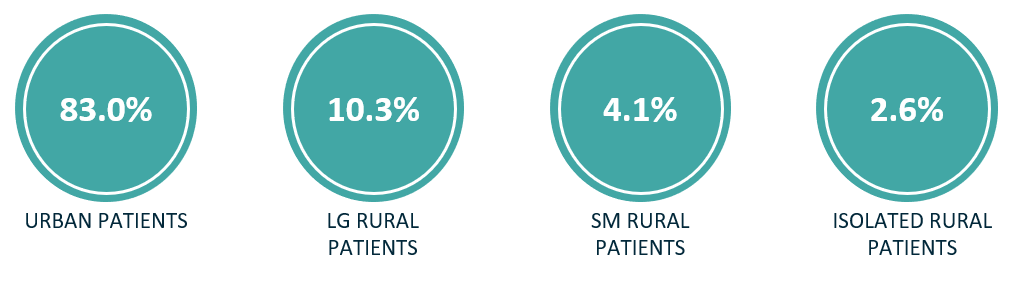 83.0%
10.3%
4.1%
2.6%
URBAN PATIENTS
LG RURAL
PATIENTS
SM RURAL
PATIENTS
ISOLATED RURAL
PATIENTS